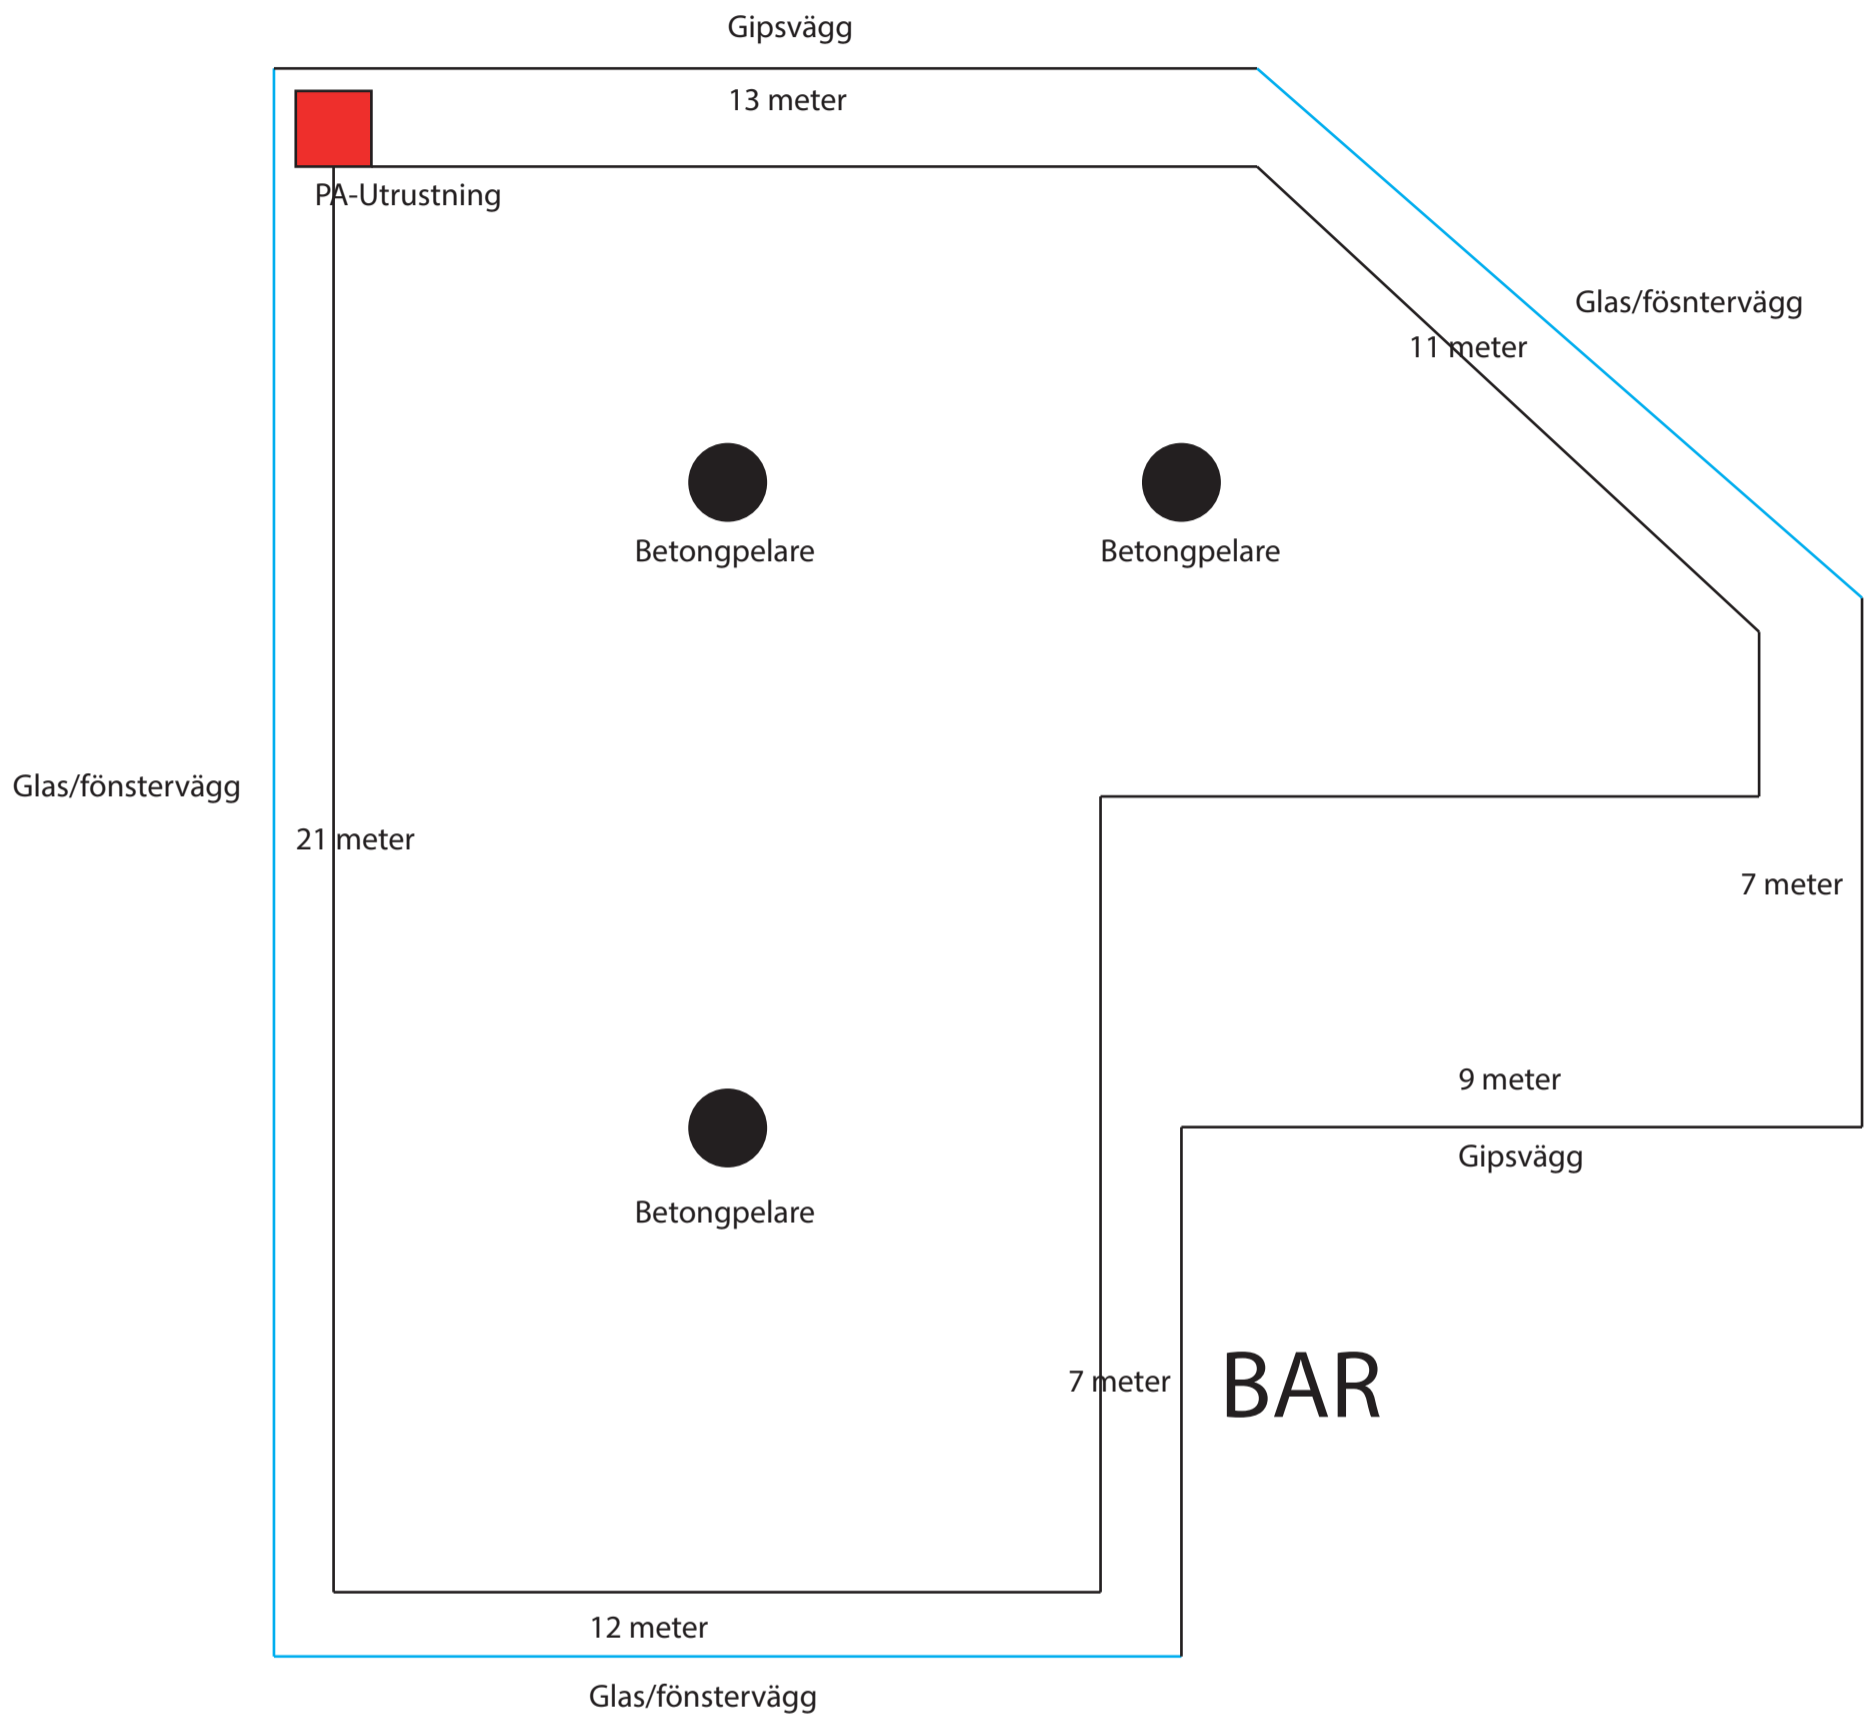 Gipsvägg
13 meter
PA-Utrustning
Glas/fösntervägg
11 meter
Betongpelare
Betongpelare
Glas/fönstervägg
21 meter
7 meter
9 meter
Gipsvägg
Betongpelare
7 meter
BAR
12 meter
Glas/fönstervägg